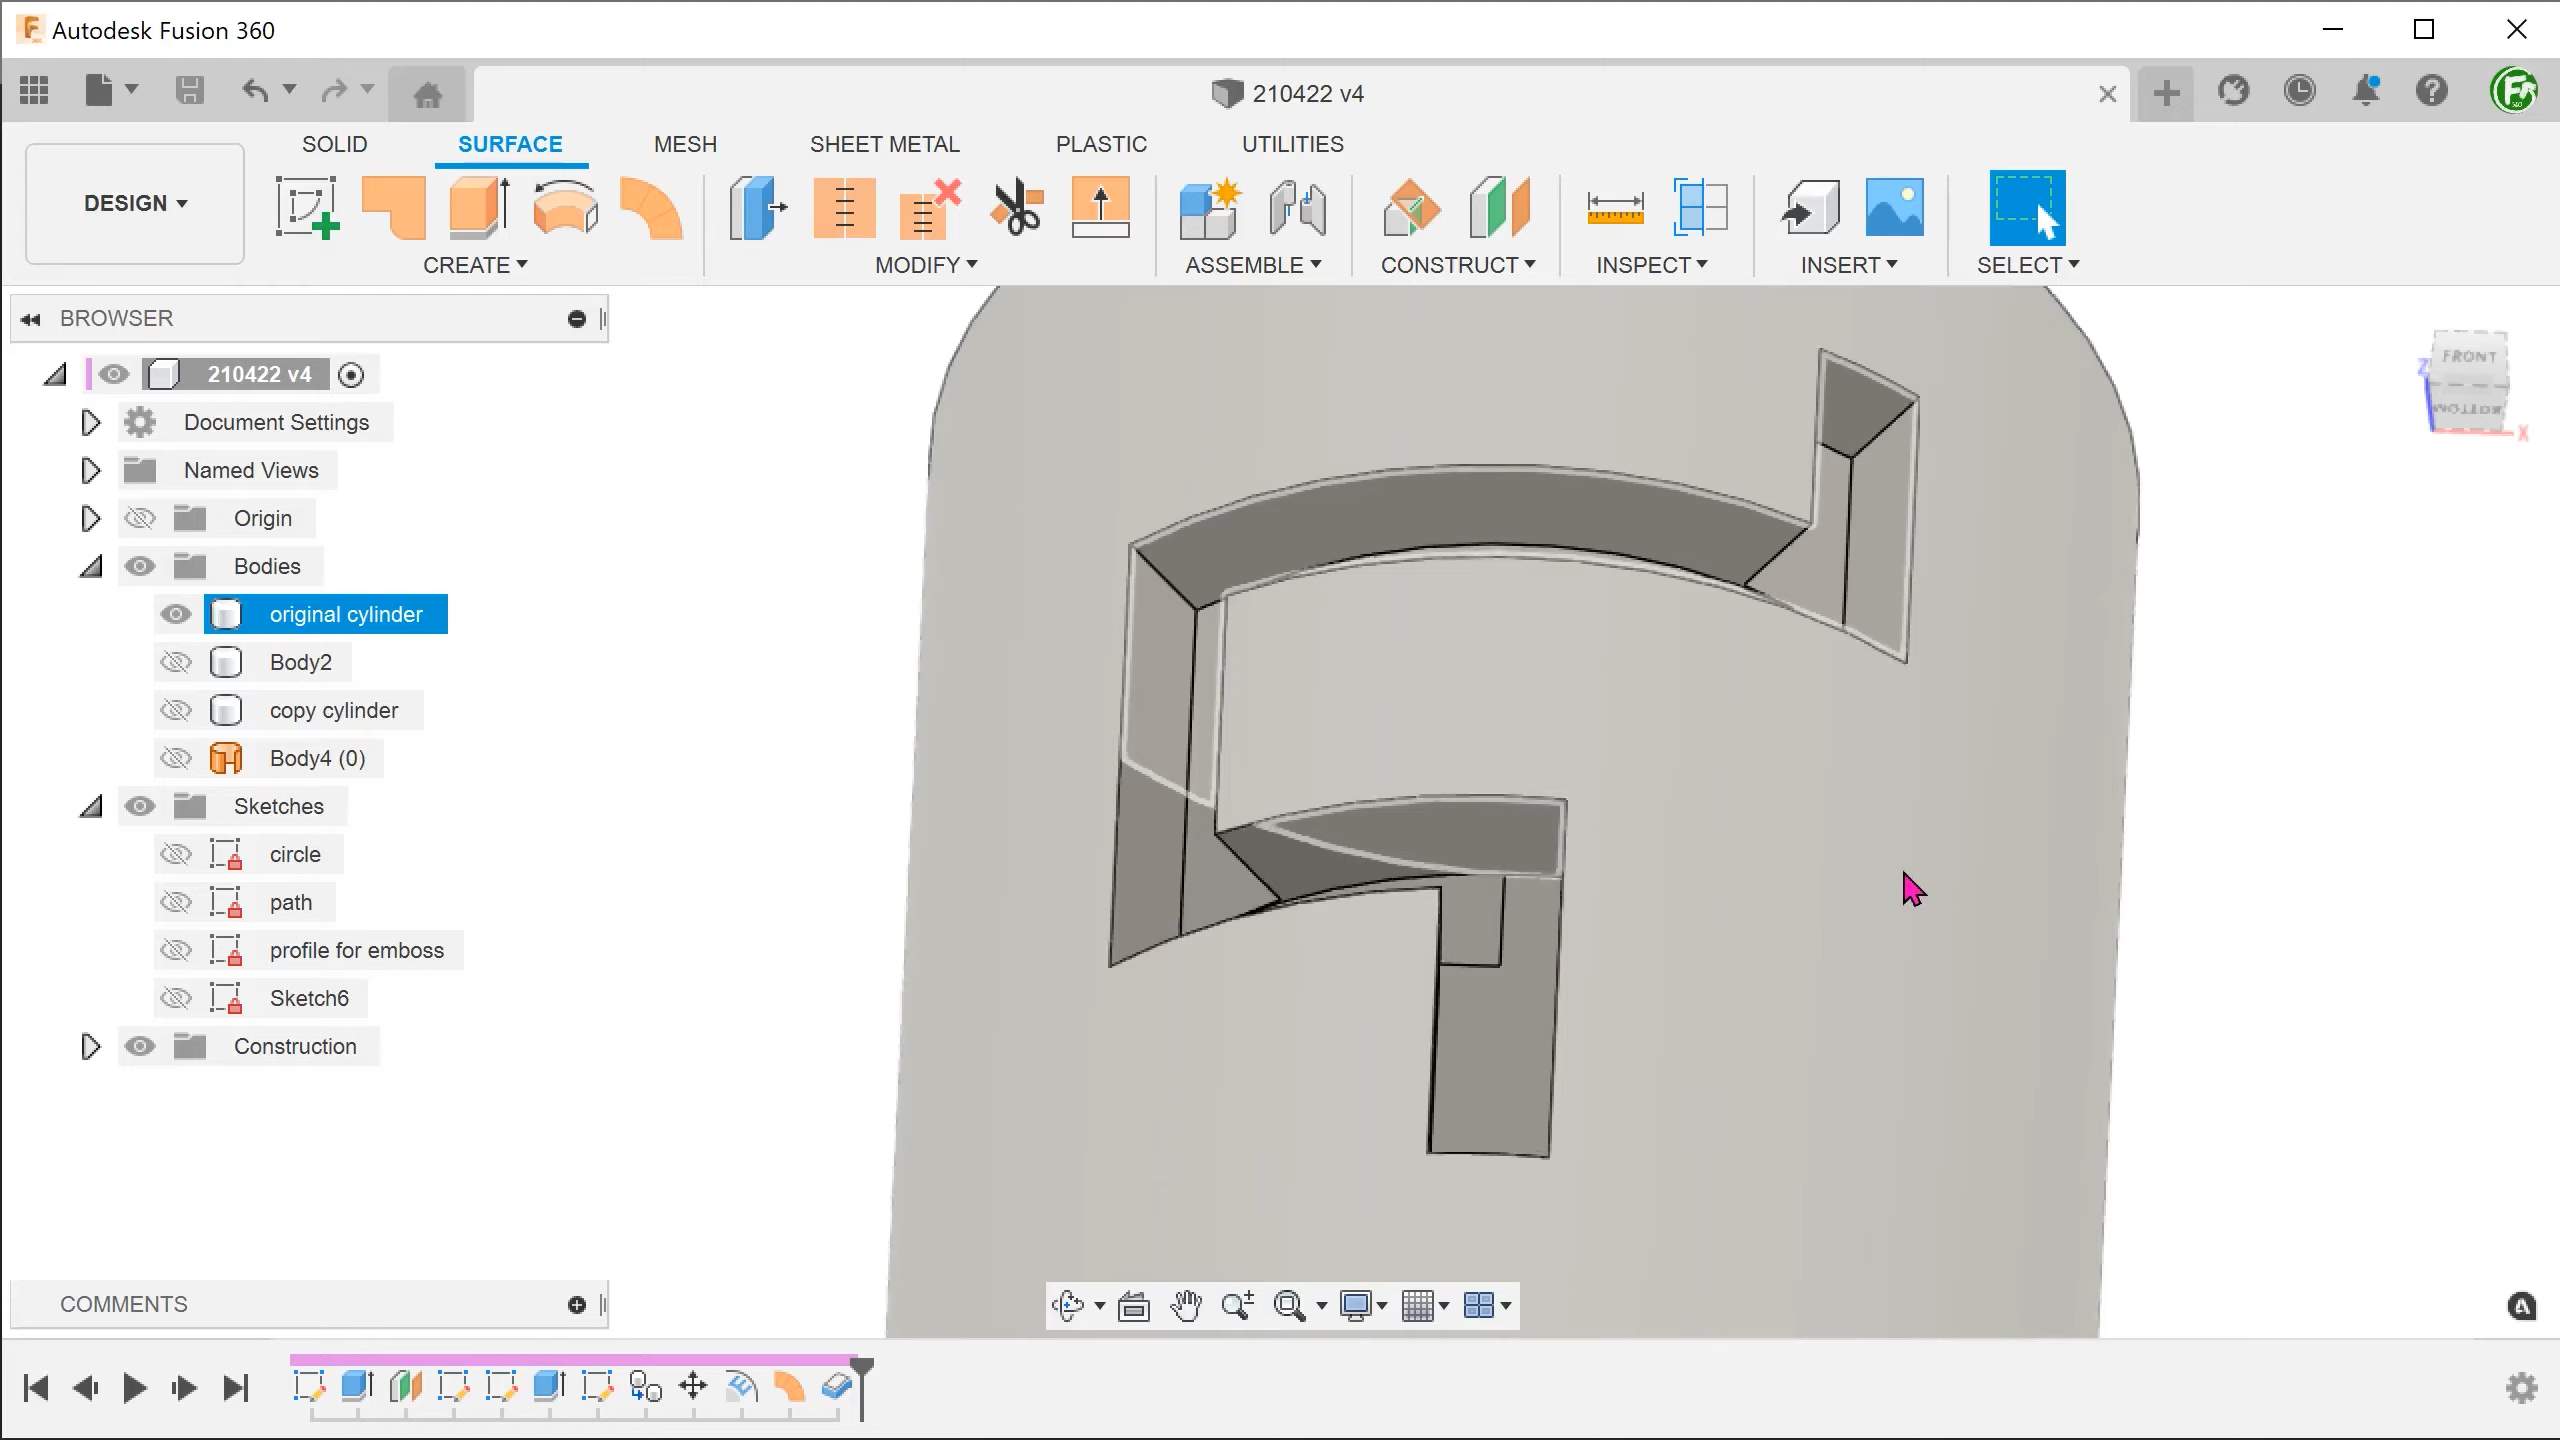 Autodesk Fusion 360
210422 v4
SOLID
SURFACE
MESH
SHEET METAL
PLASTIC
UTILITIES
DESIGN
CREATE
MODIFY
ASSEMBLE
CONSTRUCT
INSPECT
INSERT
SELECT
BROWSER
210422 v4
Document Settings
Named Views
Origin
Bodies
original cylinder
Body2
copy cylinder
Body4 (0)
Sketches
circle
path
profile for emboss
Sketch6
Construction
FRONT
BOTTOM
Z
X
COMMENTS